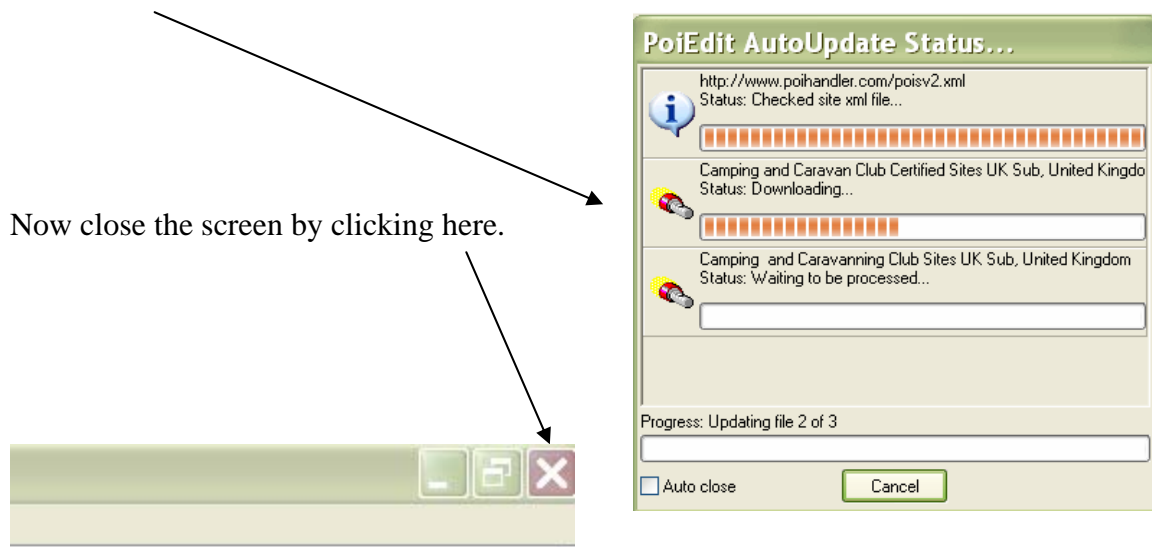 PoiEdit AutoUpdate Status...
http://www.poihandler.com/poisv2.xml
Status: Checked site xml file...
Camping and Caravan Club Certified Sites UK Sub, United Kingdo
Status: Downloading...
Now close the screen by clicking here.
Camping and Caravanning Club Sites UK Sub, United Kingdom
Status: Waiting to be processed...
Progress: Updating file 2 of 3
Auto close
Cancel